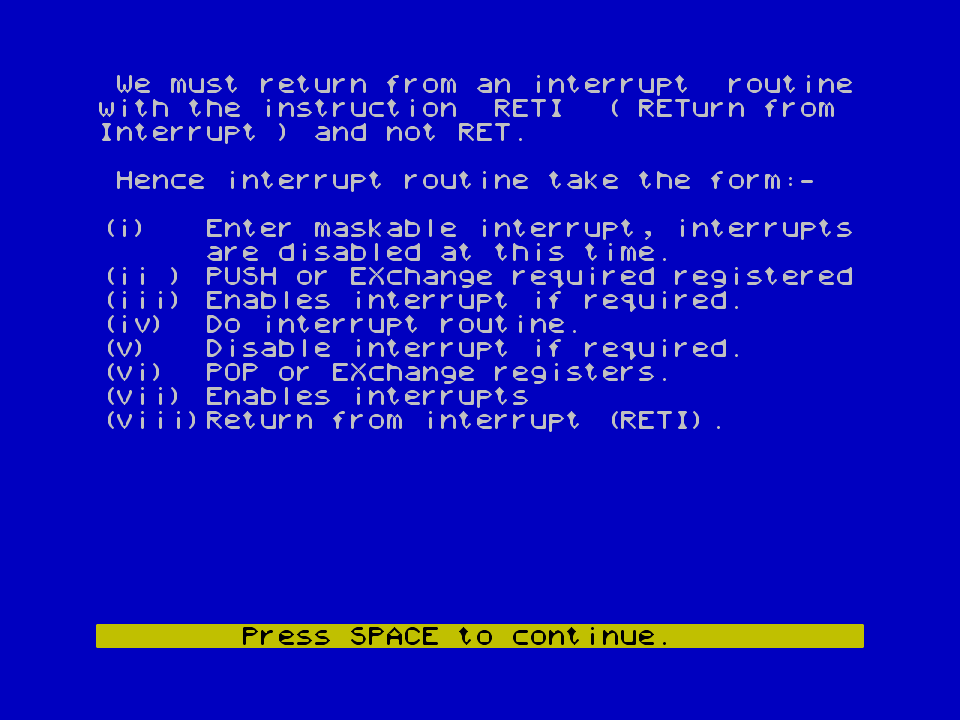 We must return from an interrupt  routine
with the instruction  RETI  ( RETurn from
Interrupt ) and not RET.
Hence interrupt routine take the form:-
(i)   Enter maskable interrupt, interrupts
are disabled at this time.
(ii ) PUSH or EXchange required registered
(iii) Enables interrupt if required.
(iv)  Do interrupt routine.
(v)   Disable interrupt if required.
(vi)  POP or EXchange registers.
(vii) Enables interrupts
(viii)Return from interrupt (RETI).
Press SPACE to continue.